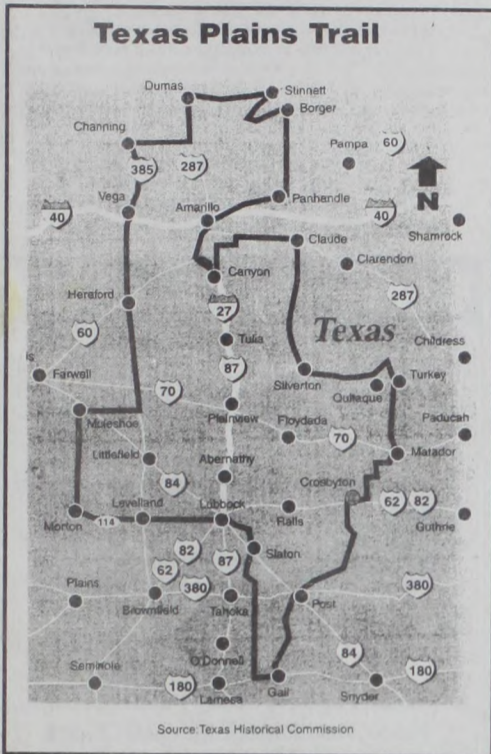 Texas Plains Trail
Dumas
Stinnett
Borger
Channing
385
287
Pampa
60
Vega
Amarillo
Panhandle
40
40
N
Shamrock
Claude
Clarendon
Canyon
Hereford
27
287
60
Tulia
Texas
Childress
Farwell
87
Silverton
Quitaque
Turkey
70
Muleshoe
Plainview
Floydada
70
Paducah
Matador
Littlefield
Abernathy
84
Crosbyton
Morton
114
Levelland
Lubbock
Ralls
62
82
Guthrie
Slaton
82
62
87
Plains
380
380
Brownfield
Tahoka
Post
O'Donnell
84
Seminole
180
Lamesa
Gail
Snyder
180
Source: Texas Historical Commission